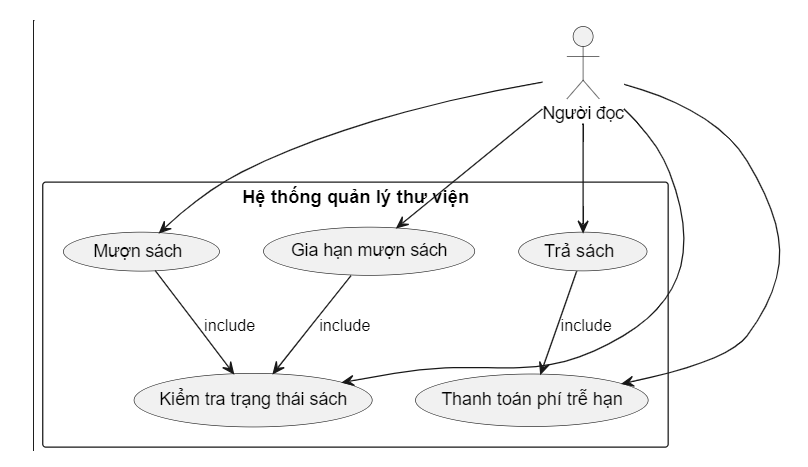 Người đọc
Hệ thống quản lý thư viện
Mượn sách
Gia hạn mượn sách
Trả sách
include
include
include
Kiểm tra trạng thái sách
Thanh toán phí trễ hạn